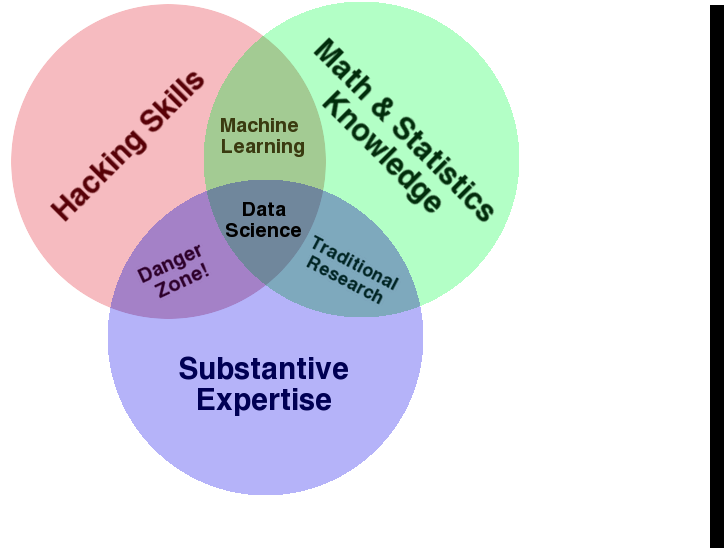 Hacking Skills
Math & Statistics
Knowledge
Machine
Learning
Data
Science
Danger
Zone!
Traditional
Research
Substantive
Expertise